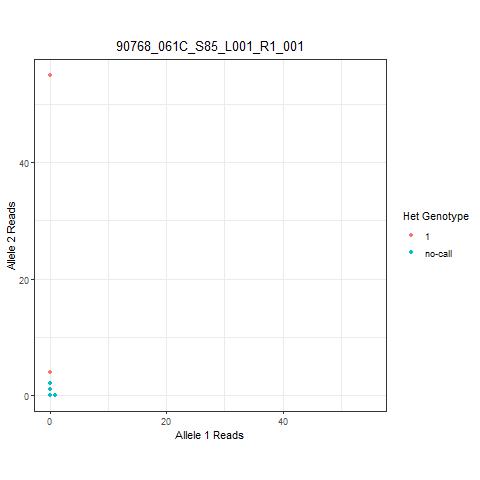 90768_061C_S85_L001_R1_001
Allele 2 Reads
40
20
0
0 20 40
Allele 1 Reads
Het Genotype
1
no-call